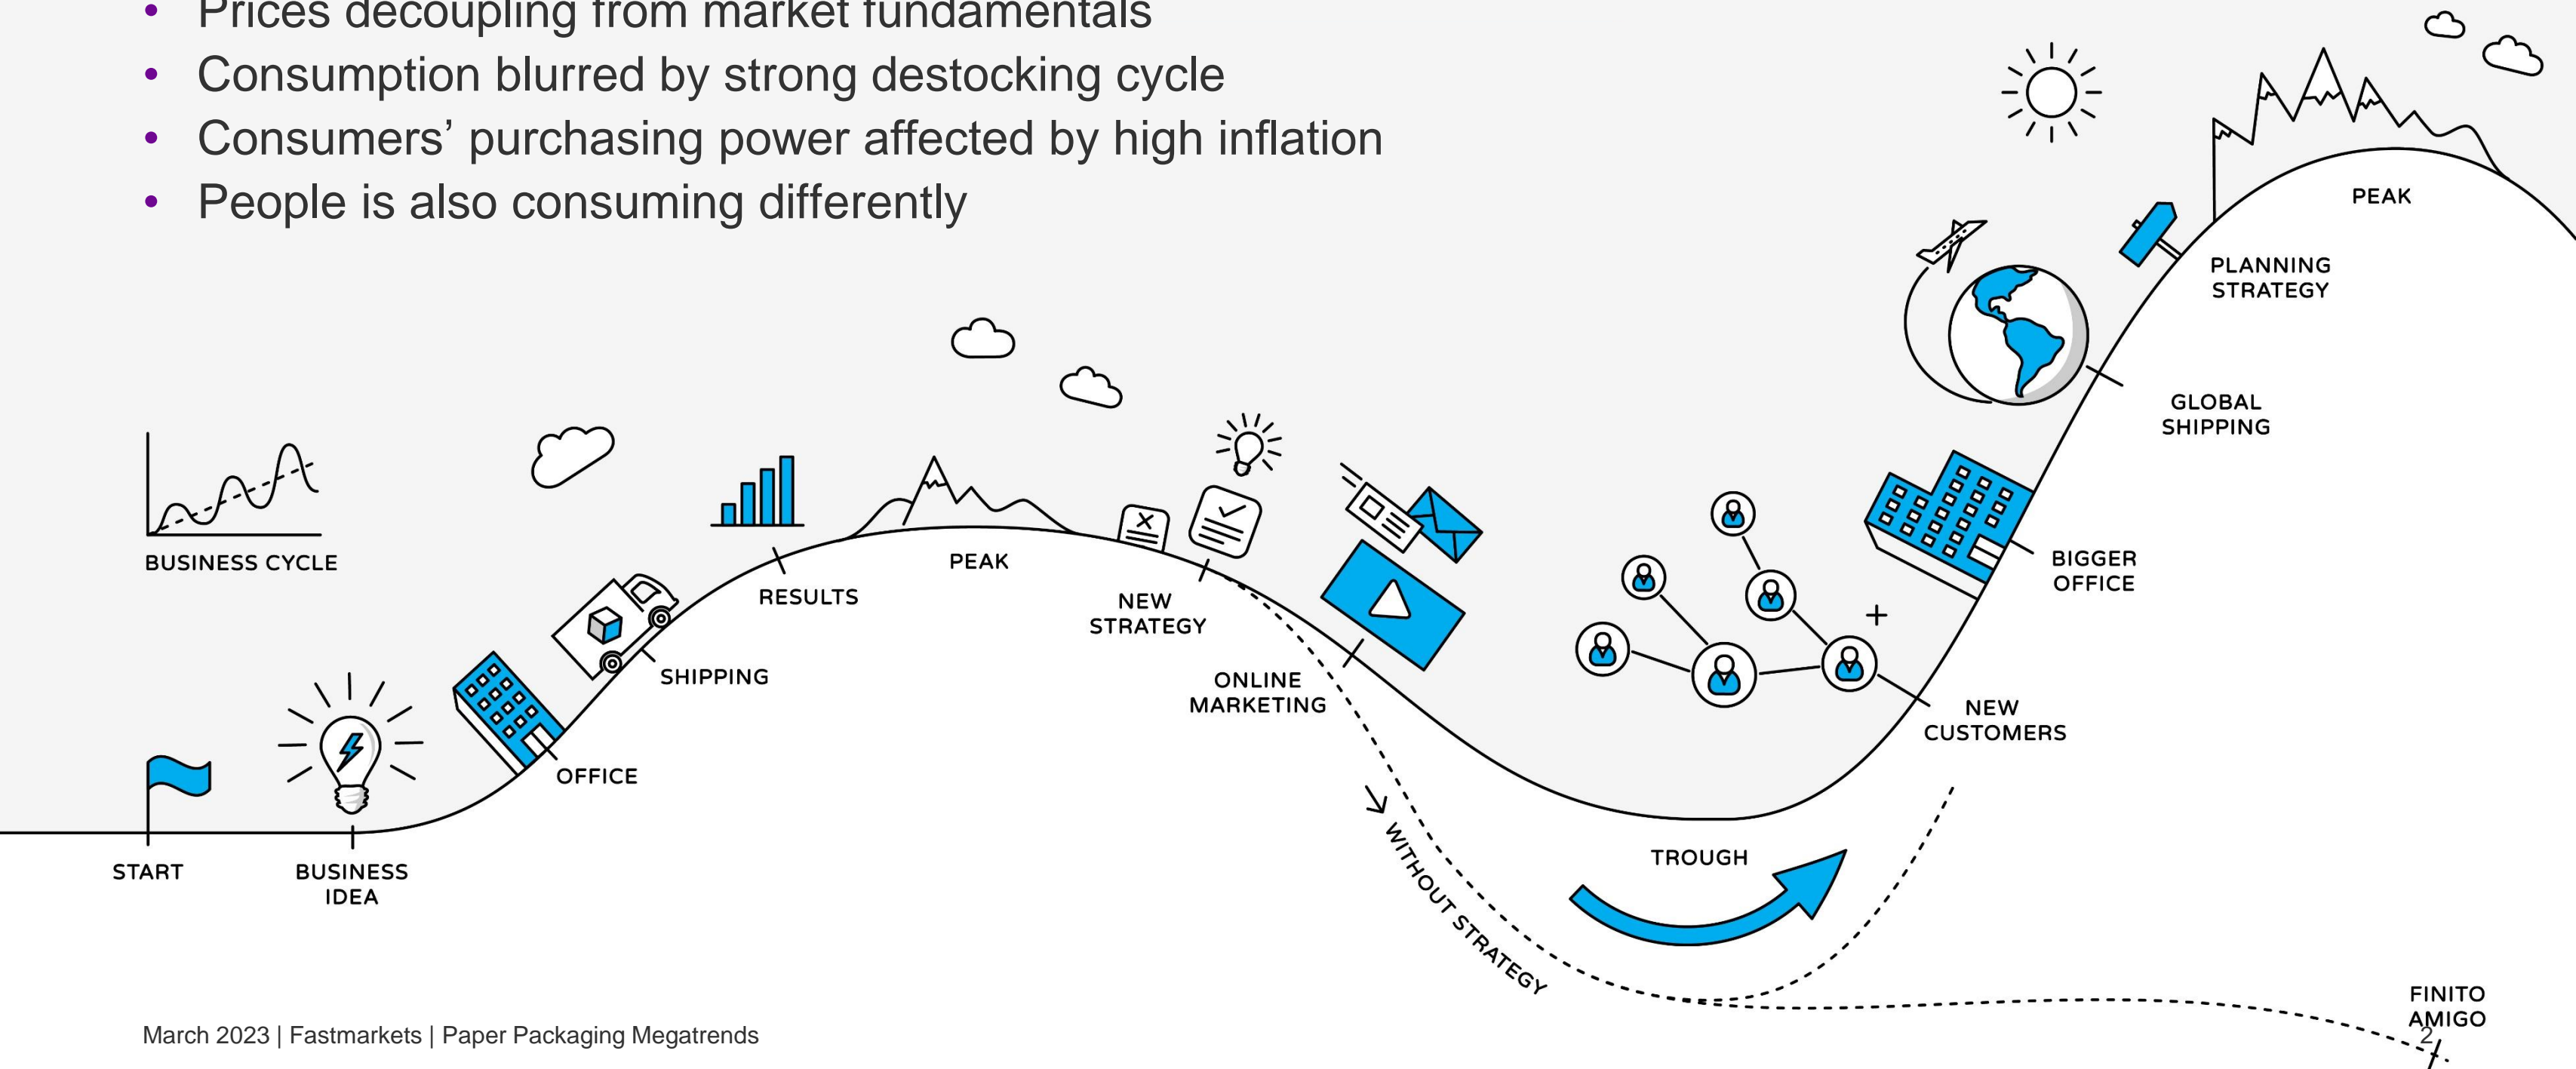 • Prices decoupling from market fundamentals
• Consumption blurred by strong destocking cycle
• Consumers’ purchasing power affected by high inflation
• People is also consuming differently
PEAK
PLANNING
STRATEGY
GLOBAL
SHIPPING
BUSINESS CYCLE
PEAK
BIGGER
OFFICE
RESULTS
NEW
STRATEGY
SHIPPING
ONLINE
MARKETING
NEW
CUSTOMERS
OFFICE
START
BUSINESS
IDEA
TROUGH
WITHOUT STRATEGY
FINITO
AMIGO
March 2023 | Fastmarkets | Paper Packaging Megatrends
2